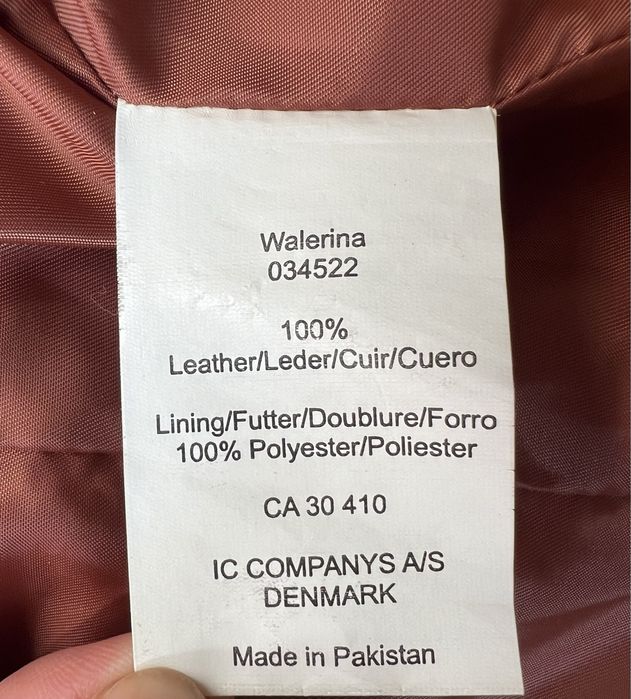 Walerina
034522
100%
Leather/Leder/Cuir/Cuero
Lining/Futter/Doublure/Forro
100% Polyester/Poliester
CA 30 410
IC COMPANYS A/S
DENMARK
Made in Pakistan